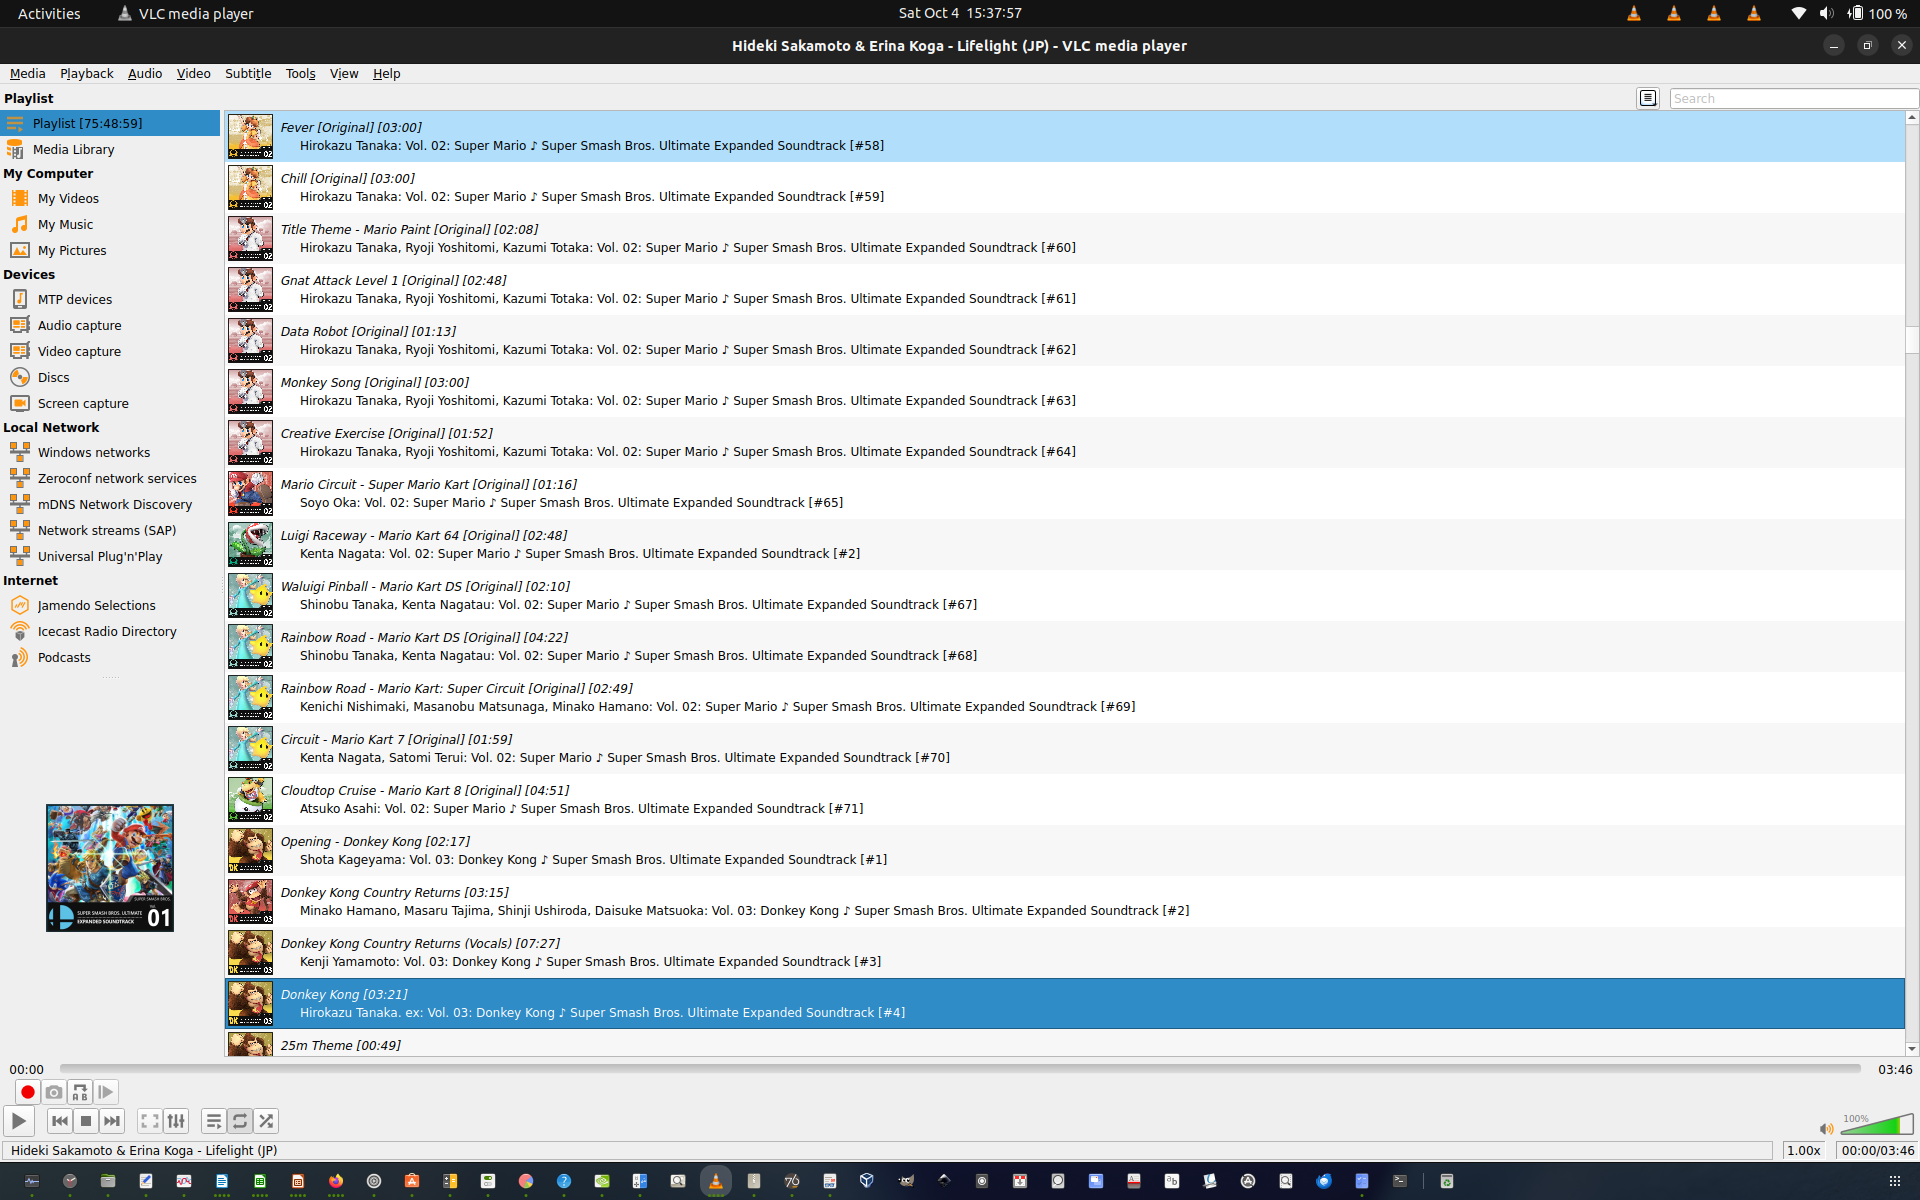 Activities
VLC media player
Sat Oct 4 15:37:57
100 %
Hideki Sakamoto & Erina Koga - Lifelight (JP) - VLC media player
Media Playback Audio Video Subtitle Tools View Help
Playlist
Search
Playlist [75:48:59]
Media Library
My Computer
My Videos
My Music
My Pictures
Devices
MTP devices
Audio capture
Video capture
Discs
Screen capture
Local Network
Windows networks
Zeroconf network services
mDNS Network Discovery
Network streams (SAP)
Universal Plug'n'Play
Internet
Jamendo Selections
Icecast Radio Directory
Podcasts
SUPER SMASH BROS. ULTIMATE
EXPANDED SOUNDTRACK
01
Fever [Original] [03:00]
Hirokazu Tanaka: Vol. 02: Super Mario ♪ Super Smash Bros. Ultimate Expanded Soundtrack [#58]
Chill [Original] [03:00]
Hirokazu Tanaka: Vol. 02: Super Mario ♪ Super Smash Bros. Ultimate Expanded Soundtrack [#59]
Title Theme - Mario Paint [Original] [02:08]
Hirokazu Tanaka, Ryoji Yoshitomi, Kazumi Totaka: Vol. 02: Super Mario ♪ Super Smash Bros. Ultimate Expanded Soundtrack [#60]
Gnat Attack Level 1 [Original] [02:48]
Hirokazu Tanaka, Ryoji Yoshitomi, Kazumi Totaka: Vol. 02: Super Mario ♪ Super Smash Bros. Ultimate Expanded Soundtrack [#61]
Data Robot [Original] [01:13]
Hirokazu Tanaka, Ryoji Yoshitomi, Kazumi Totaka: Vol. 02: Super Mario ♪ Super Smash Bros. Ultimate Expanded Soundtrack [#62]
Monkey Song [Original] [03:00]
Hirokazu Tanaka, Ryoji Yoshitomi, Kazumi Totaka: Vol. 02: Super Mario ♪ Super Smash Bros. Ultimate Expanded Soundtrack [#63]
Creative Exercise [Original] [01:52]
Hirokazu Tanaka, Ryoji Yoshitomi, Kazumi Totaka: Vol. 02: Super Mario ♪ Super Smash Bros. Ultimate Expanded Soundtrack [#64]
Mario Circuit - Super Mario Kart [Original] [01:16]
Soyo Oka: Vol. 02: Super Mario ♪ Super Smash Bros. Ultimate Expanded Soundtrack [#65]
Luigi Raceway - Mario Kart 64 [Original] [02:48]
Kenta Nagata: Vol. 02: Super Mario ♪ Super Smash Bros. Ultimate Expanded Soundtrack [#2]
Waluigi Pinball - Mario Kart DS [Original] [02:10]
Shinobu Tanaka, Kenta Nagatau: Vol. 02: Super Mario ♪ Super Smash Bros. Ultimate Expanded Soundtrack [#67]
Rainbow Road - Mario Kart DS [Original] [04:22]
Shinobu Tanaka, Kenta Nagatau: Vol. 02: Super Mario ♪ Super Smash Bros. Ultimate Expanded Soundtrack [#68]
Rainbow Road - Mario Kart: Super Circuit [Original] [02:49]
Kenichi Nishimaki, Masanobu Matsunaga, Minako Hamano: Vol. 02: Super Mario ♪ Super Smash Bros. Ultimate Expanded Soundtrack [#69]
Circuit - Mario Kart 7 [Original] [01:59]
Kenta Nagata, Satomi Terui: Vol. 02: Super Mario ♪ Super Smash Bros. Ultimate Expanded Soundtrack [#70]
Cloudtop Cruise - Mario Kart 8 [Original] [04:51]
Atsuko Asahi: Vol. 02: Super Mario ♪ Super Smash Bros. Ultimate Expanded Soundtrack [#71]
Opening - Donkey Kong [02:17]
Shota Kageyama: Vol. 03: Donkey Kong ♪ Super Smash Bros. Ultimate Expanded Soundtrack [#1]
Donkey Kong Country Returns [03:15]
Minako Hamano, Masaru Tajima, Shinji Ushiroda, Daisuke Matsuoka: Vol. 03: Donkey Kong ♪ Super Smash Bros. Ultimate Expanded Soundtrack [#2]
Donkey Kong Country Returns (Vocals) [07:27]
Kenji Yamamoto: Vol. 03: Donkey Kong ♪ Super Smash Bros. Ultimate Expanded Soundtrack [#3]
Donkey Kong [03:21]
Hirokazu Tanaka. ex: Vol. 03: Donkey Kong ♪ Super Smash Bros. Ultimate Expanded Soundtrack [#4]
25m Theme [00:49]
00:00
03:46
100%
Hideki Sakamoto & Erina Koga - Lifelight (JP)
1.00x
00:00/03:46